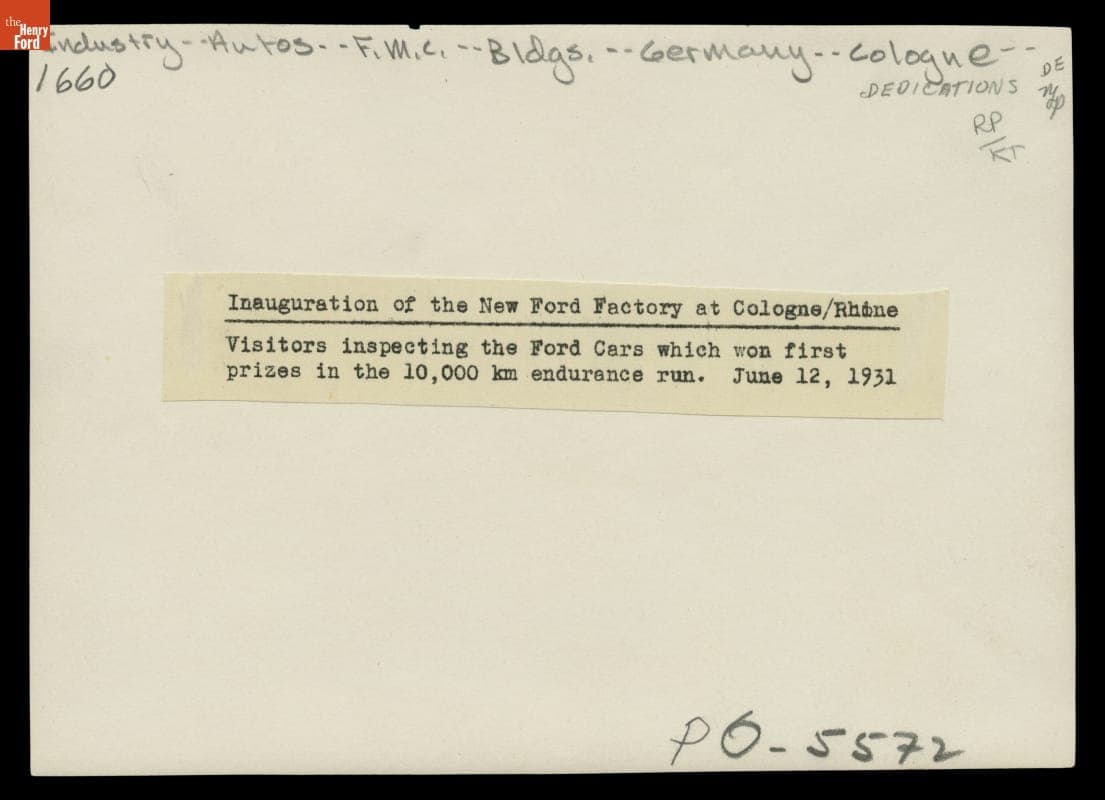 the
Henry
Ford
Industry--Autos--F.M.C.--Bldgs.--Germany--Cologne--
1660
DEDICATIONS
DE
RP
KT
Inauguration of the New Ford Factory at Cologne/Rhine
Visitors inspecting the Ford Cars which won first
prizes in the 10,000 km endurance run. June 12, 1931
PO-5572